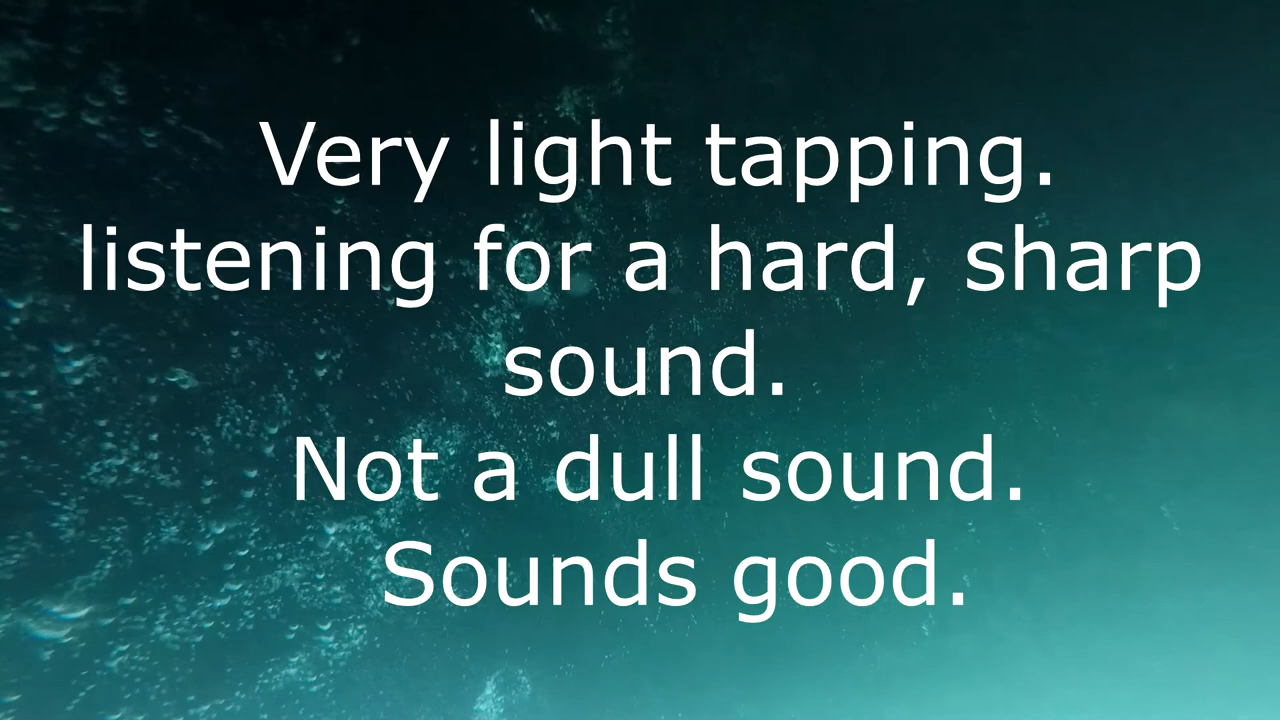 Very light tapping.
listening for a hard, sharp
sound.
Not a dull sound.
Sounds good.